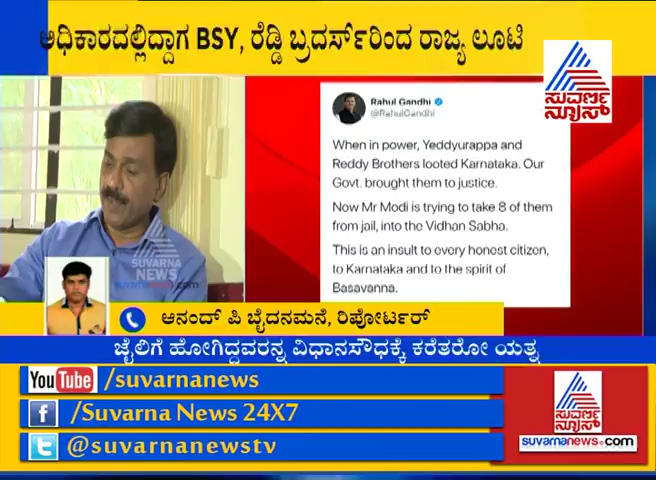 ಅಧಿಕಾರದಲ್ಲಿದ್ದಾಗ BSY, ರೆಡ್ಡಿ ಬ್ರದರ್ಸ್‌ರಿಂದ ರಾಜ್ಯ ಲೂಟಿ
ಸುವರ್ಣ
ನ್ಯೂಸ್
Rahul Gandhi
@RahulGandhi
When in power, Yeddyurappa and
Reddy Brothers looted Karnataka. Our
Govt. brought them to justice.
Now Mr Modi is trying to take 8 of them
from jail, into the Vidhan Sabha.
This is an insult to every honest citizen,
to Karnataka and to the spirit of
Basavanna.
SUVARNA
NEWS
ಆನಂದ್ ಪಿ ಬೈದನಮನೆ, ರಿಪೋರ್ಟರ್
ಜೈಲಿಗೆ ಹೋಗಿದ್ದವರನ್ನ ವಿಧಾನಸೌಧಕ್ಕೆ ಕರೆತರೋ ಯತ್ನ
YouTube /suvarnanews
f /Suvarna News 24X7
t @suvarnanewstv
ಸುವರ್ಣ
ನ್ಯೂಸ್
suvarnanews.com